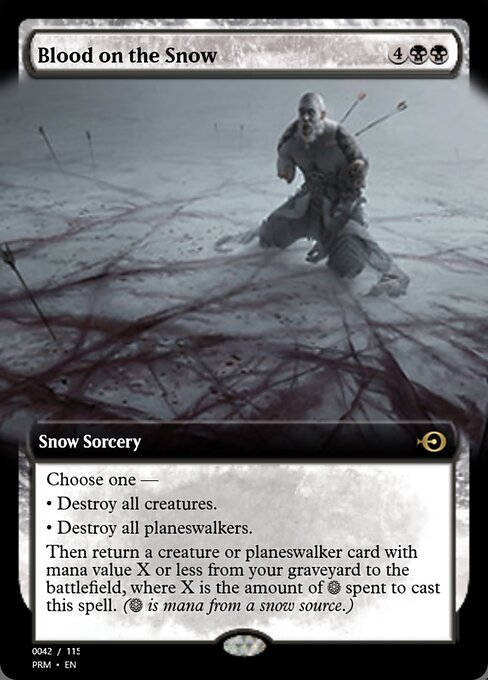 Blood on the Snow 4
Snow Sorcery
Choose one —
• Destroy all creatures.
• Destroy all planeswalkers.
Then return a creature or planeswalker card with
mana value X or less from your graveyard to the
battlefield, where X is the amount of spent to cast
this spell. ( is mana from a snow source.)
0042 / 115
PRM • EN